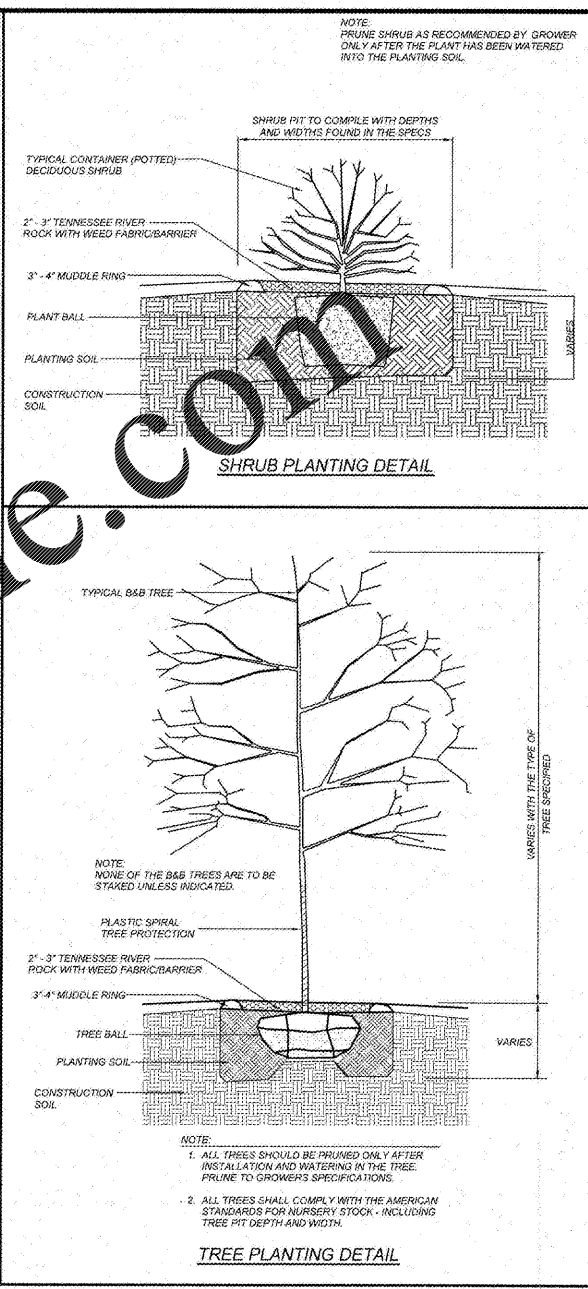 NOTE:
PRUNE SHRUB AS RECOMMENDED BY GROWER
ONLY AFTER THE PLANT HAS BEEN WATERED
INTO THE PLANTING SOIL.
SHRUB PIT TO COMPILE WITH DEPTHS
AND WIDTHS FOUND IN THE SPECS
TYPICAL CONTAINER (POTTED)
DECIDUOUS SHRUB
2" - 3" TENNESSEE RIVER
ROCK WITH WEED FABRIC/BARRIER
3" - 4" MUDDLE RING
PLANT BALL
PLANTING SOIL
CONSTRUCTION
SOIL
VARIES
SHRUB PLANTING DETAIL
e.com
TYPICAL B&B TREE
VARIES WITH THE TYPE OF
TREE SPECIFIED
NOTE:
NONE OF THE B&B TREES ARE TO BE
STAKED UNLESS INDICATED.
PLASTIC SPIRAL
TREE PROTECTION
2" - 3" TENNESSEE RIVER
ROCK WITH WEED FABRIC/BARRIER
3"-4" MUDDLE RING
TREE BALL
PLANTING SOIL
CONSTRUCTION
SOIL
VARIES
NOTE:
1. ALL TREES SHOULD BE PRUNED ONLY AFTER
INSTALLATION AND WATERING IN THE TREE.
PRUNE TO GROWERS SPECIFICATIONS.
2. ALL TREES SHALL COMPLY WITH THE AMERICAN
STANDARDS FOR NURSERY STOCK - INCLUDING
TREE PIT DEPTH AND WIDTH.
TREE PLANTING DETAIL